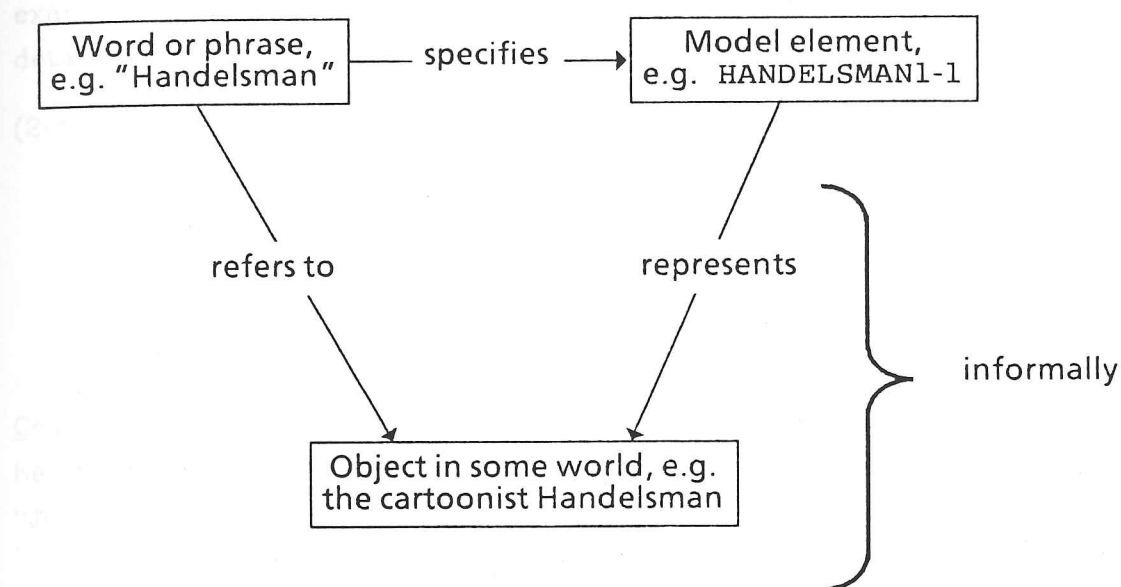 Word or phrase,
e.g. "Handelsman"
specifies
Model element,
e.g. HANDELSMAN1-1
refers to
represents
informally
Object in some world, e.g.
the cartoonist Handelsman